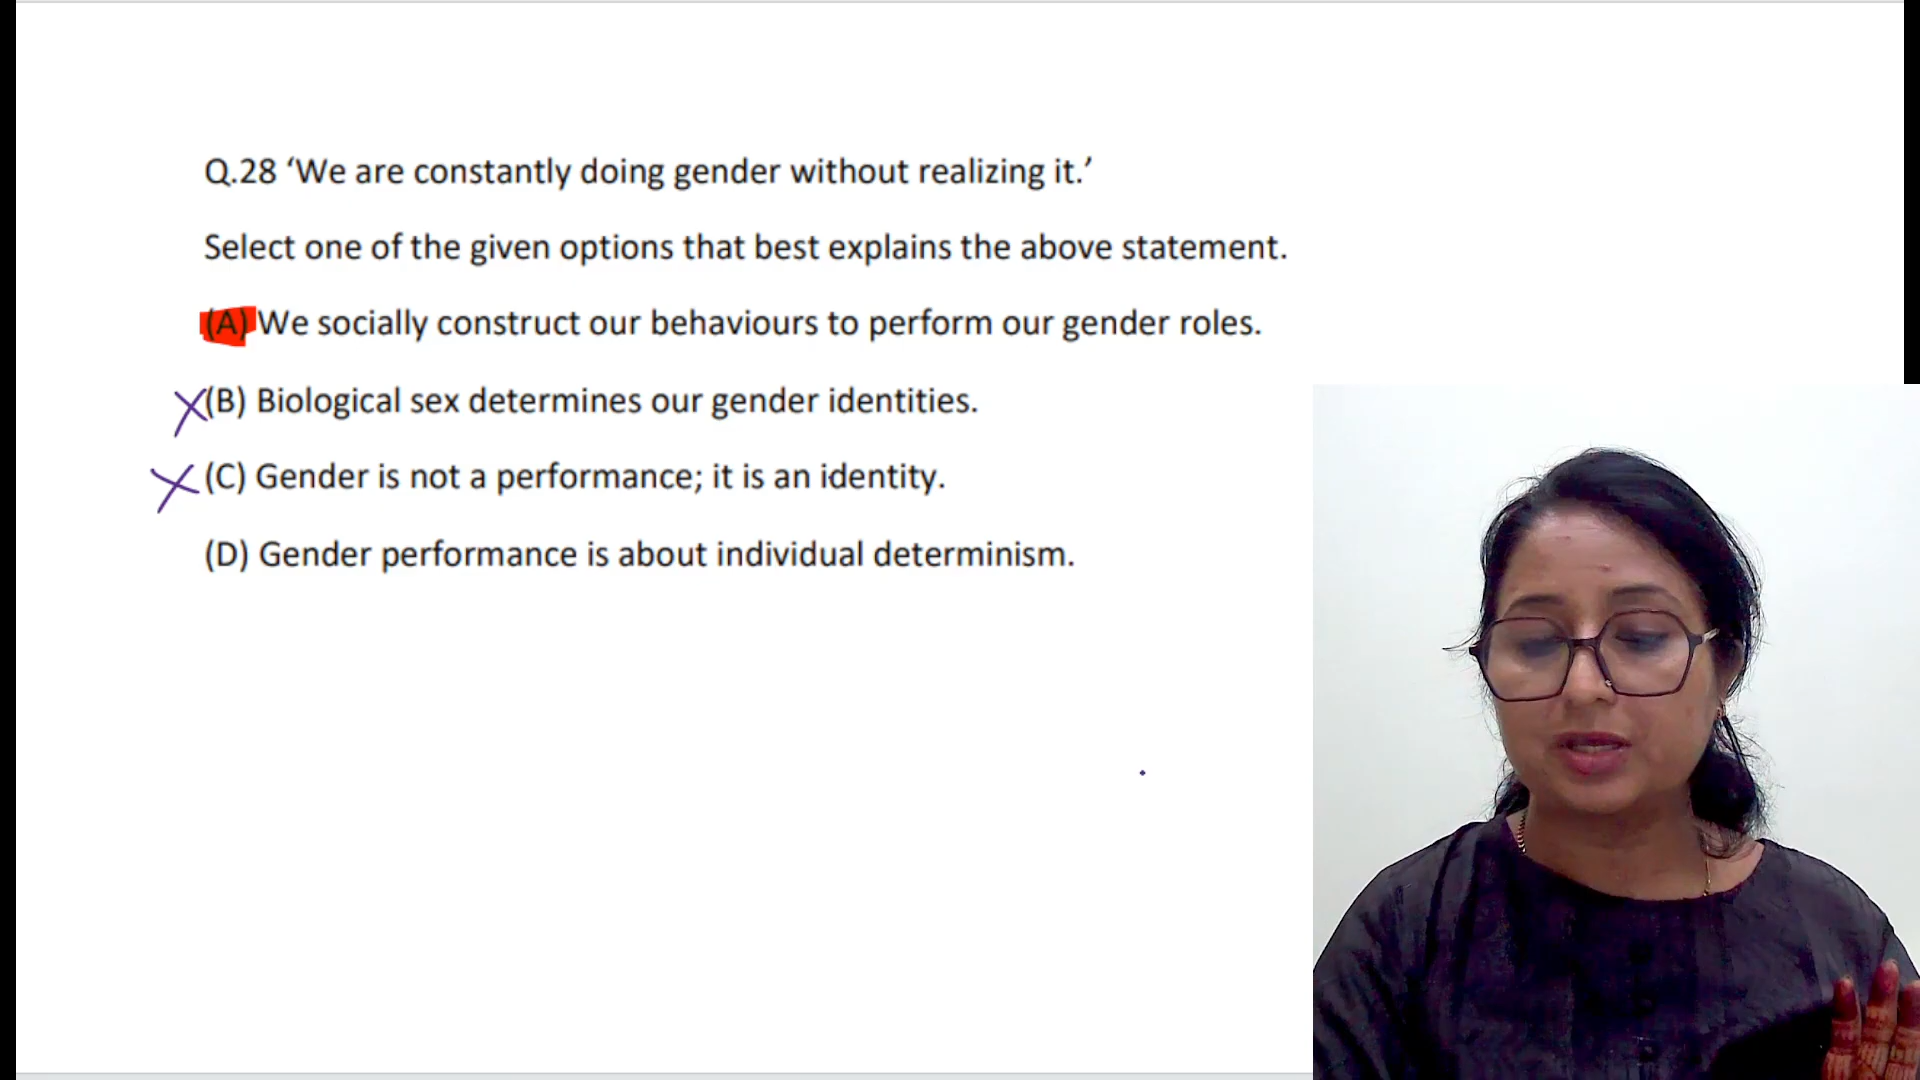 Q.28 ‘We are constantly doing gender without realizing it.’
Select one of the given options that best explains the above statement.
(A) We socially construct our behaviours to perform our gender roles.
(B) Biological sex determines our gender identities.
(C) Gender is not a performance; it is an identity.
(D) Gender performance is about individual determinism.